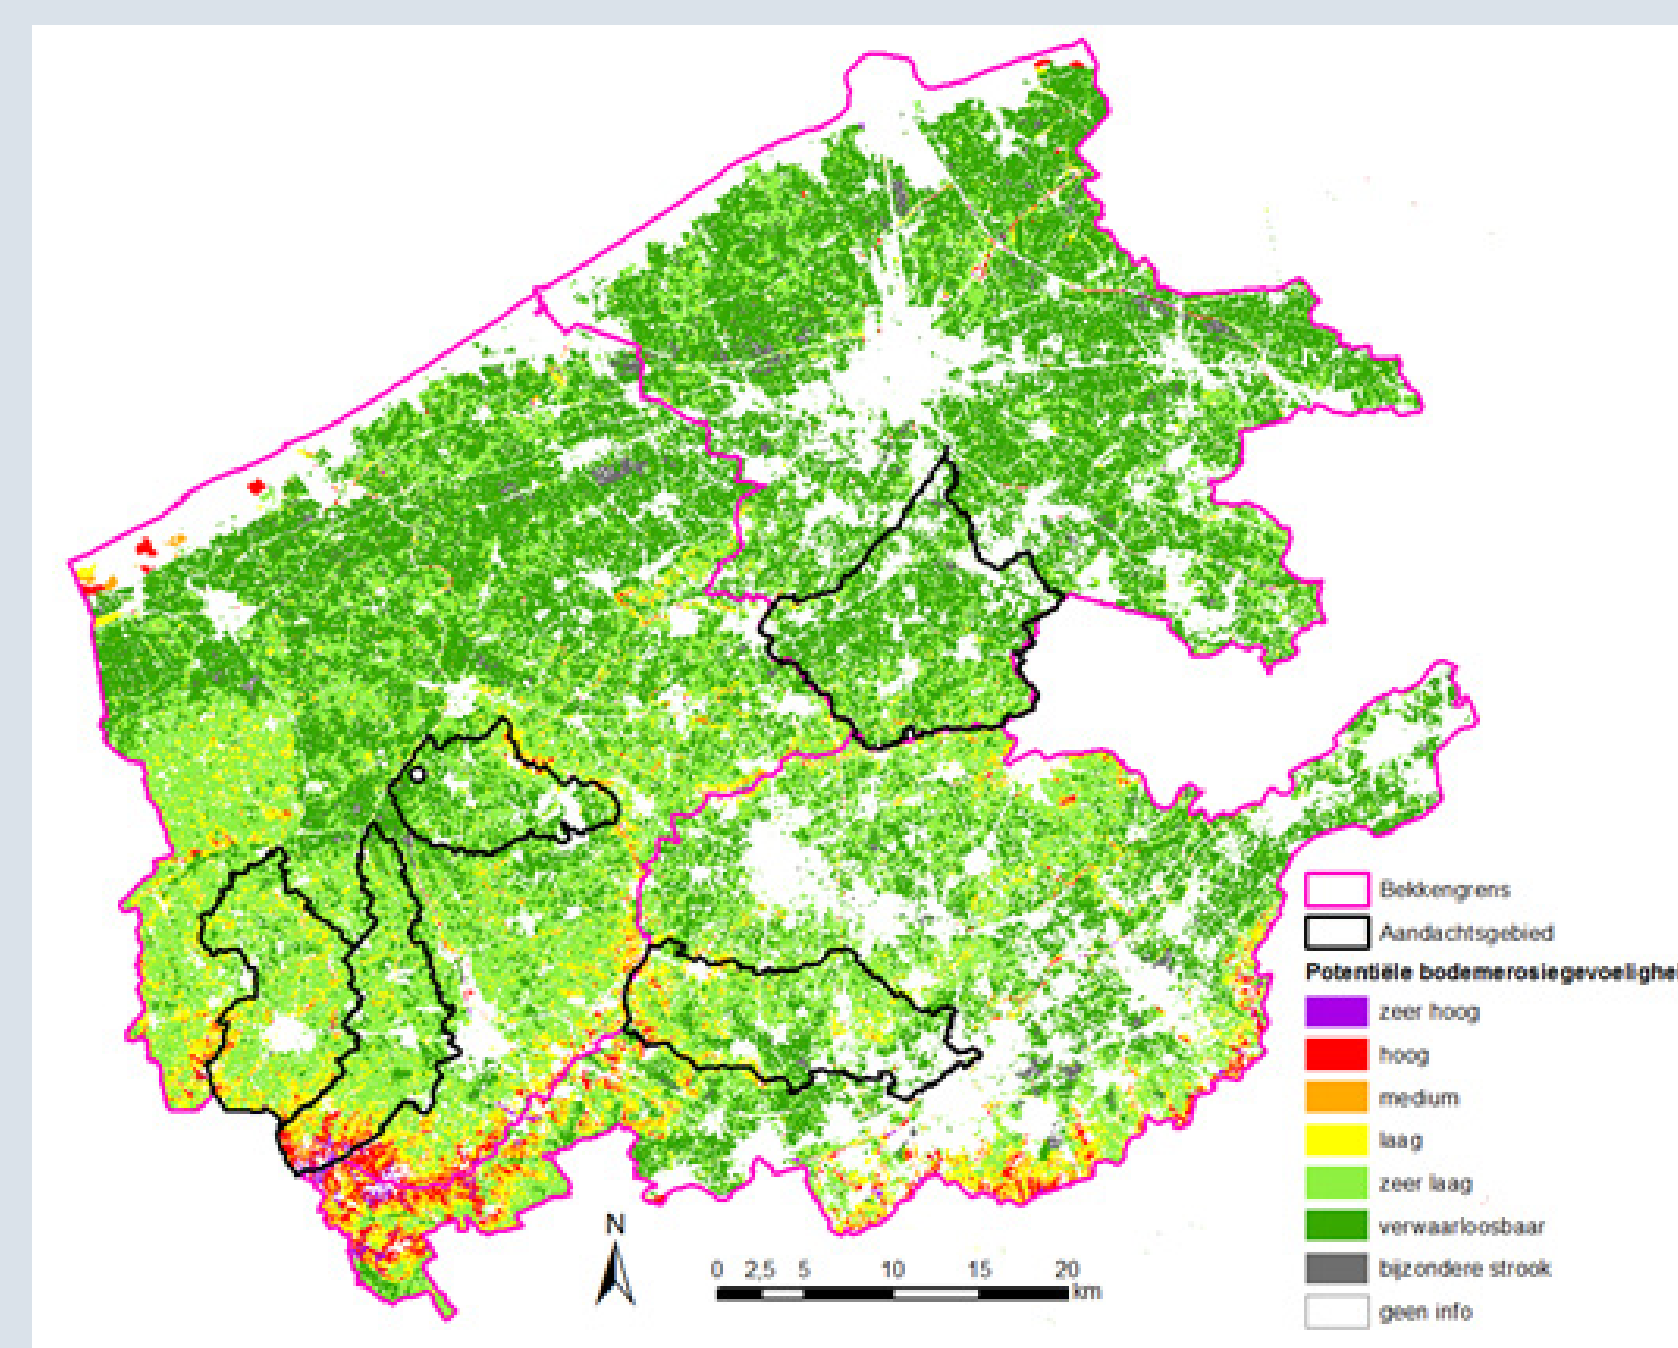 Bekkengrens
Aandachtsgebied
Potentiële bodemerosiegevoelighei
zeer hoog
hoog
medium
laag
zeer laag
verwaarloosbaar
bijzondere strook
geen info
N
0 2,5 5 10 15 20
km